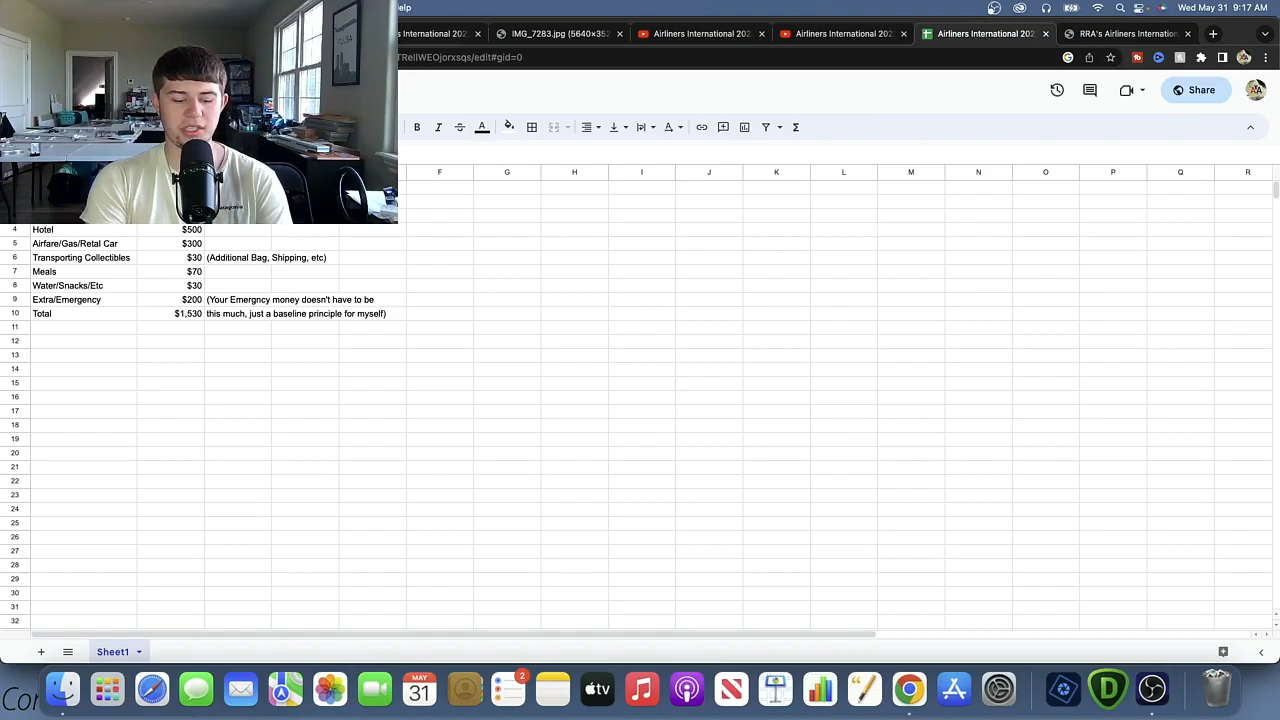 elp
Wed May 31 9:17 AM
s International 202
IMG_7283.jpg (5640×352
Airliners International 202
Airliners International 202
Airliners International 202
RRA's Airliners Internation
/edit#gid=0
Share
B I S A
F G H I J K L M N O P Q R
4 Hotel $500
5 Airfare/Gas/Retal Car $300
6 Transporting Collectibles $30 (Additional Bag, Shipping, etc)
7 Meals $70
8 Water/Snacks/Etc $30
9 Extra/Emergency $200 (Your Emergncy money doesn't have to be
10 Total $1,530 this much, just a baseline principle for myself)
11
12
13
14
15
16
17
18
19
20
21
22
23
24
25
26
27
28
29
30
31
32
Sheet1
MAY
31
2
tv
Cor